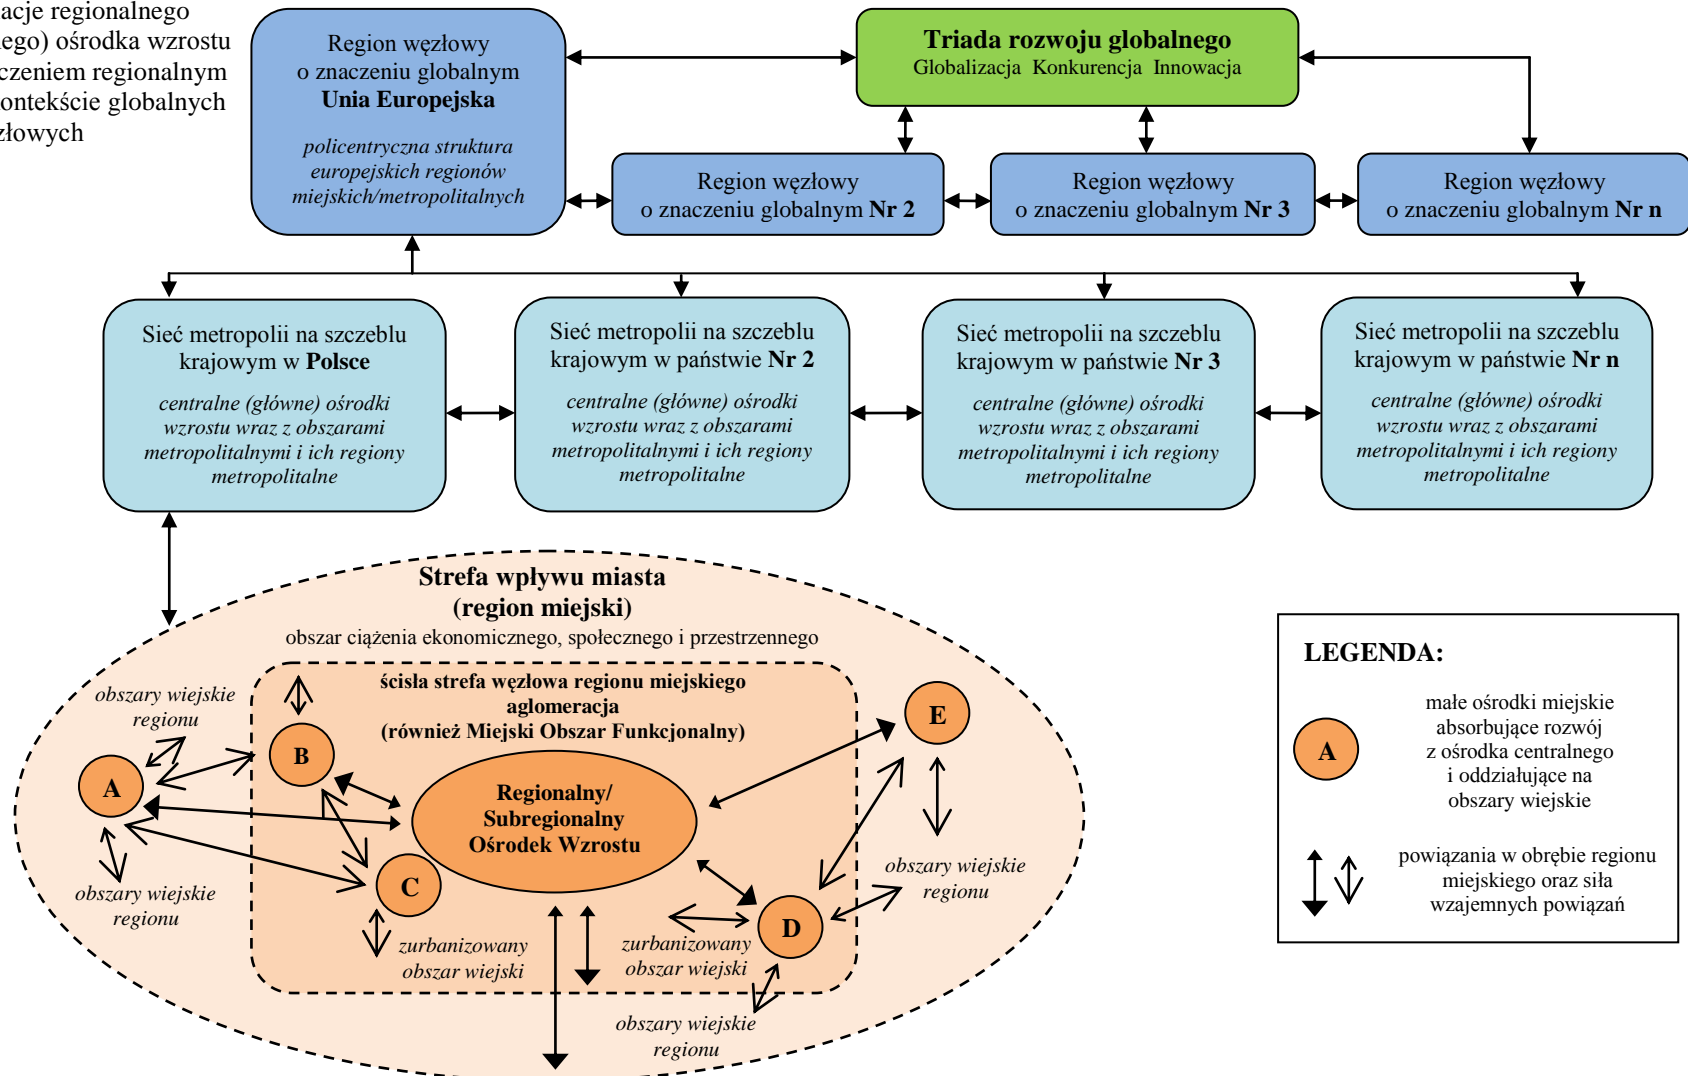 acje regionalnego
nego) ośrodka wzrostu
czeniem regionalnym
ontekście globalnych
złowych
Region węzłowy
o znaczeniu globalnym
Unia Europejska
policentryczna struktura
europejskich regionów
miejskich/metropolitalnych
Triada rozwoju globalnego
Globalizacja Konkurencja Innowacja
Region węzłowy
o znaczeniu globalnym Nr 2
Region węzłowy
o znaczeniu globalnym Nr 3
Region węzłowy
o znaczeniu globalnym Nr n
Sieć metropolii na szczeblu
krajowym w Polsce
centralne (główne) ośrodki
wzrostu wraz z obszarami
metropolitalnymi i ich regiony
metropolitalne
Sieć metropolii na szczeblu
krajowym w państwie Nr 2
centralne (główne) ośrodki
wzrostu wraz z obszarami
metropolitalnymi i ich regiony
metropolitalne
Sieć metropolii na szczeblu
krajowym w państwie Nr 3
centralne (główne) ośrodki
wzrostu wraz z obszarami
metropolitalnymi i ich regiony
metropolitalne
Sieć metropolii na szczeblu
krajowym w państwie Nr n
centralne (główne) ośrodki
wzrostu wraz z obszarami
metropolitalnymi i ich regiony
metropolitalne
Strefa wpływu miasta
(region miejski)
obszar ciążenia ekonomicznego, społecznego i przestrzennego
ścisła strefa węzłowa regionu miejskiego
aglomeracja
(również Miejski Obszar Funkcjonalny)
obszary wiejskie
regionu
A
B
C
D
E
Regionalny/
Subregionalny
Ośrodek Wzrostu
obszary wiejskie
regionu
obszary wiejskie
regionu
zurbanizowany
obszar wiejski
zurbanizowany
obszar wiejski
obszary wiejskie
regionu
LEGENDA:
A
małe ośrodki miejskie
absorbujące rozwój
z ośrodka centralnego
i oddziałujące na
obszary wiejskie
powiązania w obrębie regionu
miejskiego oraz siła
wzajemnych powiązań